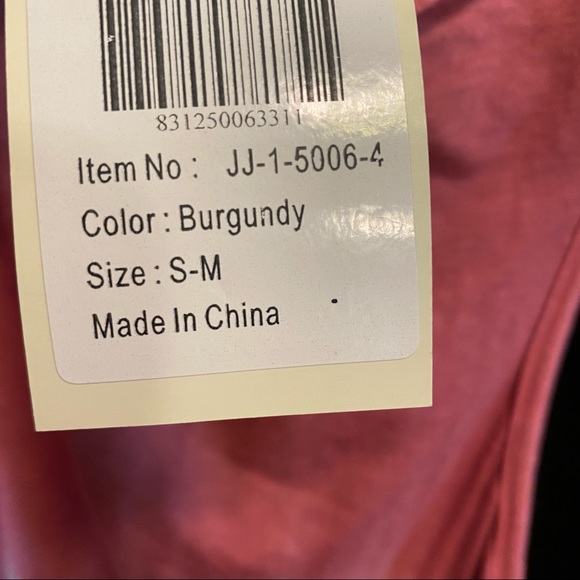 831250063311
Item No : JJ-1-5006-4
Color : Burgundy
Size : S-M
Made In China